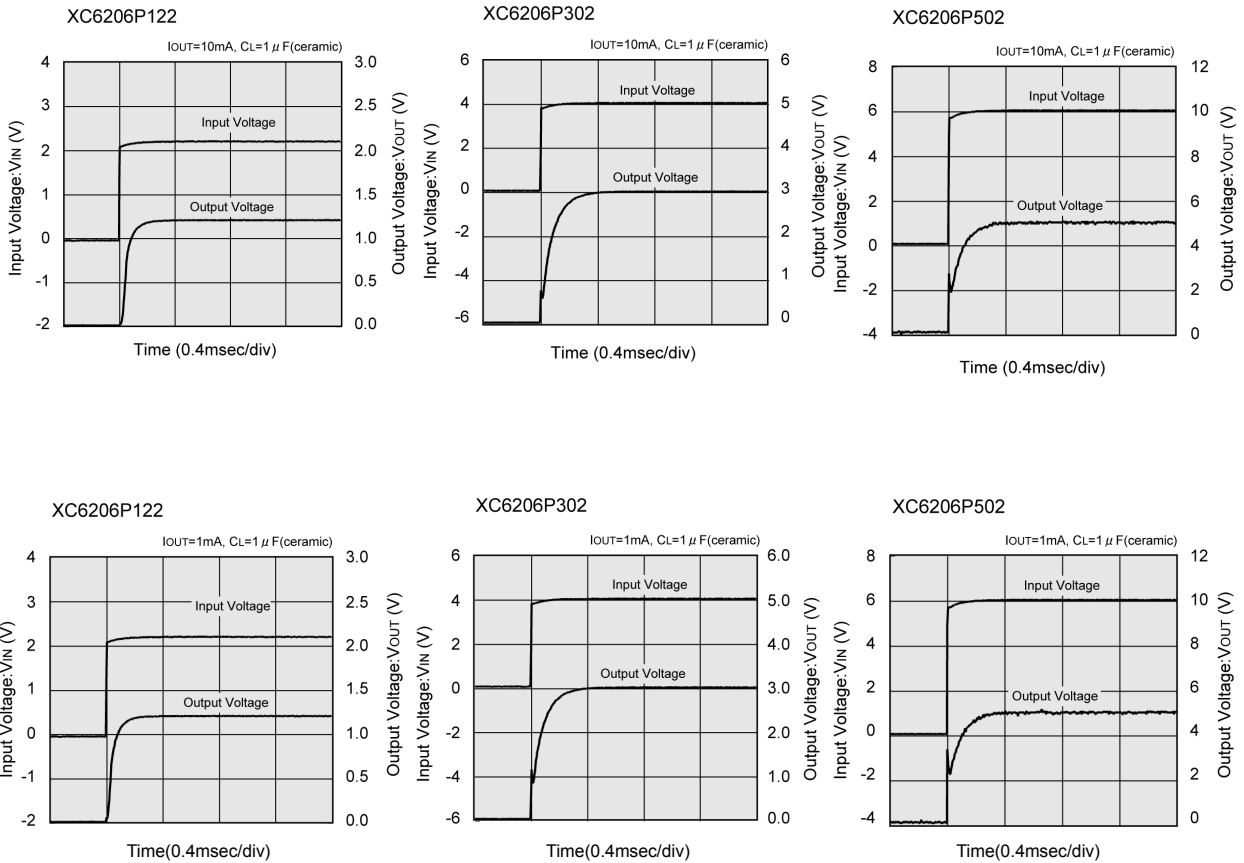 XC6206P122
IOUT=10mA, CL=1μF(ceramic)
4
3
2
1
0
-1
-2
Input Voltage:VIN (V)
3.0
2.5
2.0
1.5
1.0
0.5
0.0
Output Voltage:VOUT (V)
Input Voltage
Output Voltage
Time (0.4msec/div)
XC6206P302
IOUT=10mA, CL=1μF(ceramic)
6
4
2
0
-2
-4
-6
Input Voltage:VIN (V)
6
5
4
3
2
1
0
Output Voltage:VOUT (V)
Input Voltage
Output Voltage
Time (0.4msec/div)
XC6206P502
IOUT=10mA, CL=1μF(ceramic)
8
6
4
2
0
-2
-4
Input Voltage:VIN (V)
12
10
8
6
4
2
0
Output Voltage:VOUT (V)
Input Voltage
Output Voltage
Time (0.4msec/div)
XC6206P122
IOUT=1mA, CL=1μF(ceramic)
4
3
2
1
0
-1
-2
Input Voltage:VIN (V)
3.0
2.5
2.0
1.5
1.0
0.5
0.0
Output Voltage:VOUT (V)
Input Voltage
Output Voltage
Time(0.4msec/div)
XC6206P302
IOUT=1mA, CL=1μF(ceramic)
6
4
2
0
-2
-4
-6
Input Voltage:VIN (V)
6.0
5.0
4.0
3.0
2.0
1.0
0.0
Output Voltage:VOUT (V)
Input Voltage
Output Voltage
Time(0.4msec/div)
XC6206P502
IOUT=1mA, CL=1μF(ceramic)
8
6
4
2
0
-2
-4
Input Voltage:VIN (V)
12
10
8
6
4
2
0
Output Voltage:VOUT (V)
Input Voltage
Output Voltage
Time(0.4msec/div)